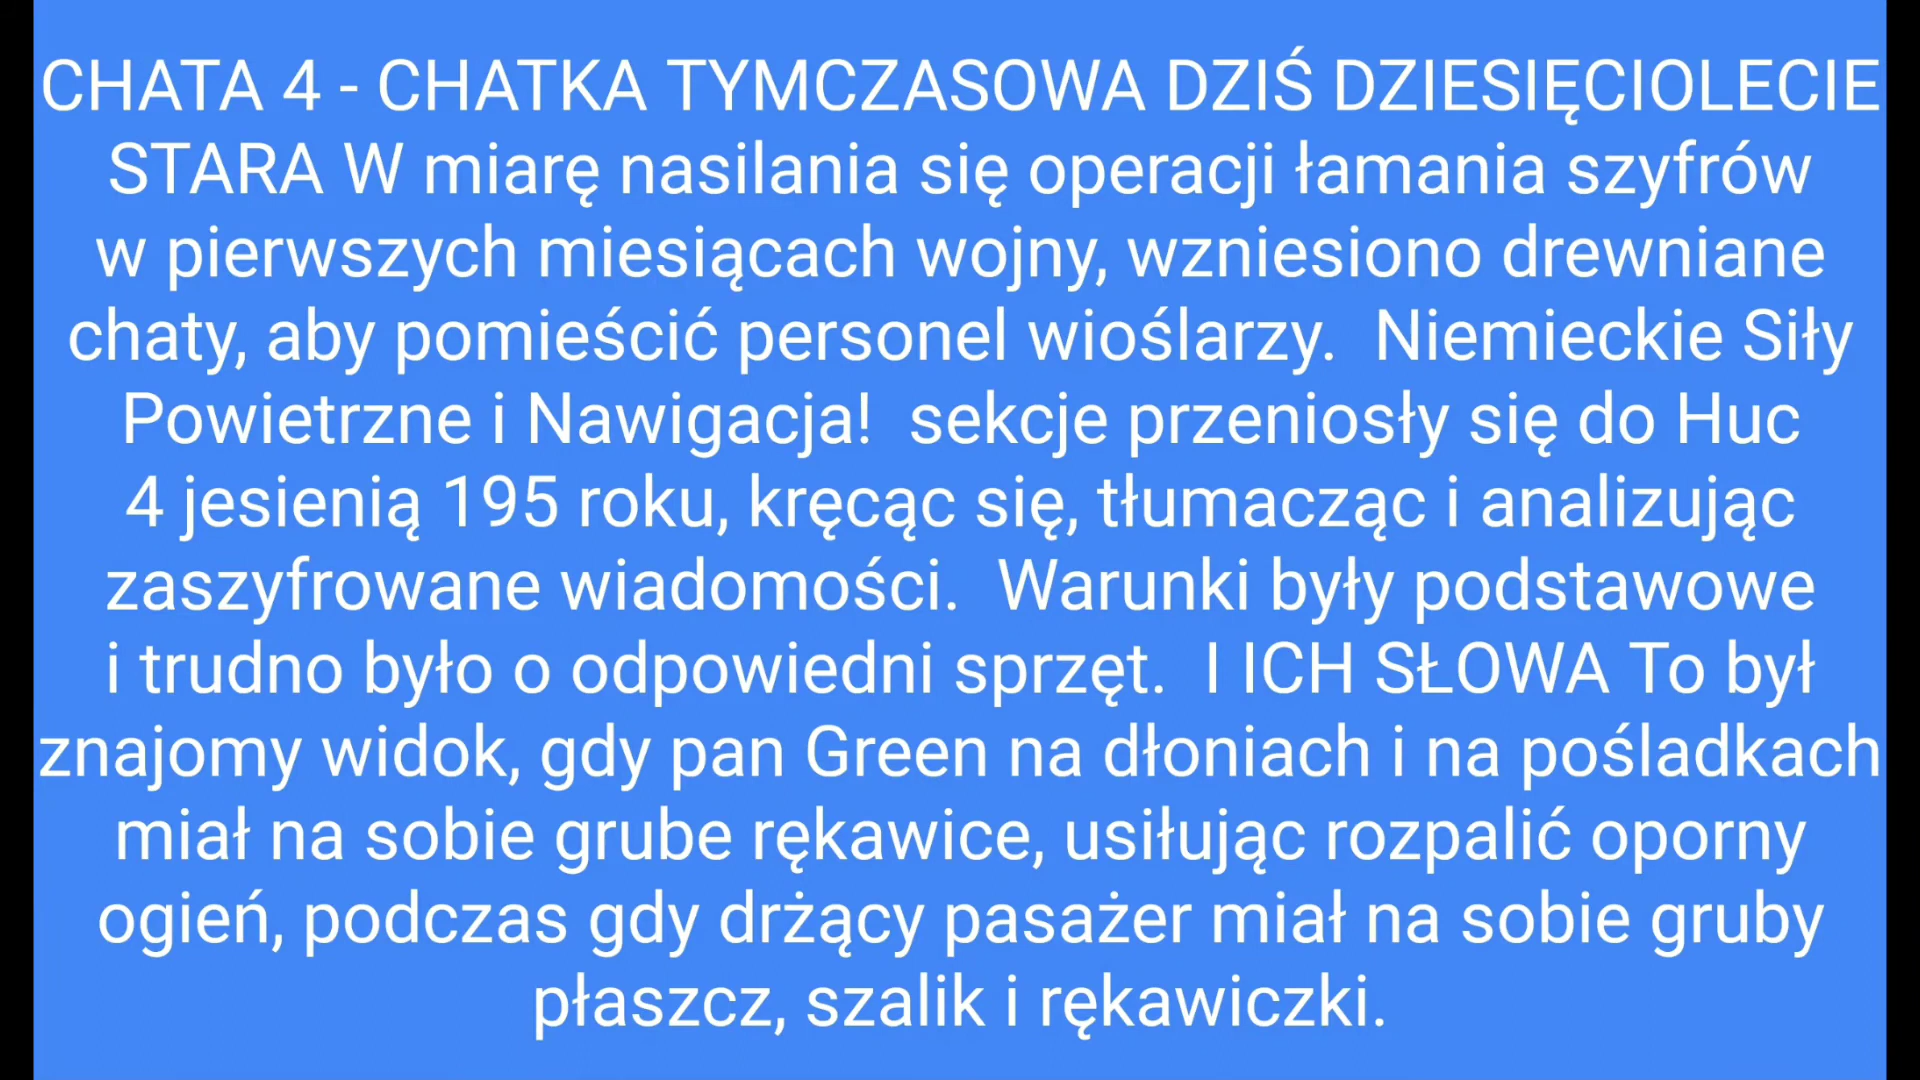 CHATA 4 - CHATKA TYMCZASOWA DZIŚ DZIESIĘCIOLECIE
STARA W miarę nasilania się operacji łamania szyfrów
w pierwszych miesiącach wojny, wzniesiono drewniane
chaty, aby pomieścić personel wioślarzy.  Niemieckie Siły
Powietrzne i Nawigacja!  sekcje przeniosły się do Huc
4 jesienią 195 roku, kręcąc się, tłumacząc i analizując
zaszyfrowane wiadomości.  Warunki były podstawowe
i trudno było o odpowiedni sprzęt.  I ICH SŁOWA To był
znajomy widok, gdy pan Green na dłoniach i na pośladkach
miał na sobie grube rękawice, usiłując rozpalić oporny
ogień, podczas gdy drżący pasażer miał na sobie gruby
płaszcz, szalik i rękawiczki.